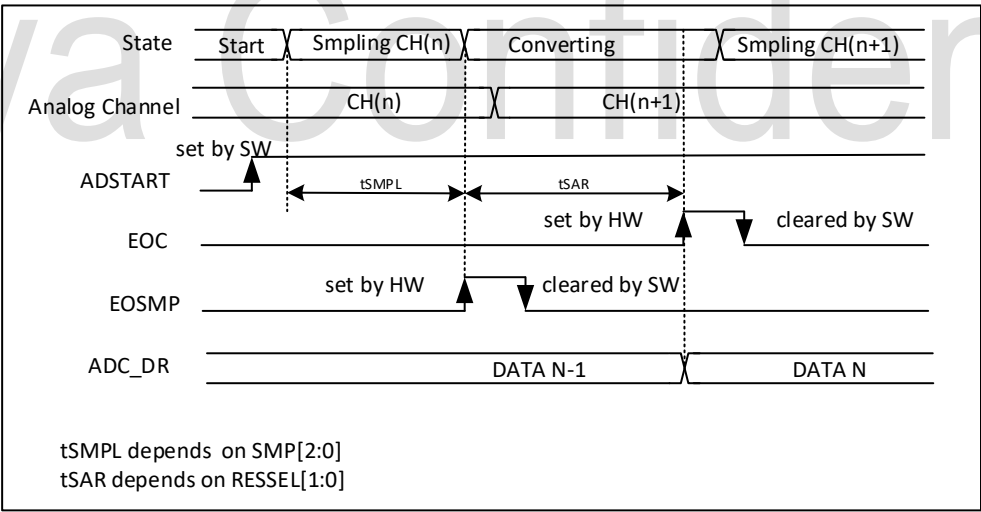 ya Confiden
State Start Smpling CH(n) Converting Smpling CH(n+1)
Analog Channel CH(n) CH(n+1)
set by SW
ADSTART tSMPL tSAR
set by HW cleared by SW
EOC
set by HW cleared by SW
EOSMP
ADC_DR DATA N-1 DATA N
tSMPL depends on SMP[2:0]
tSAR depends on RESSEL[1:0]